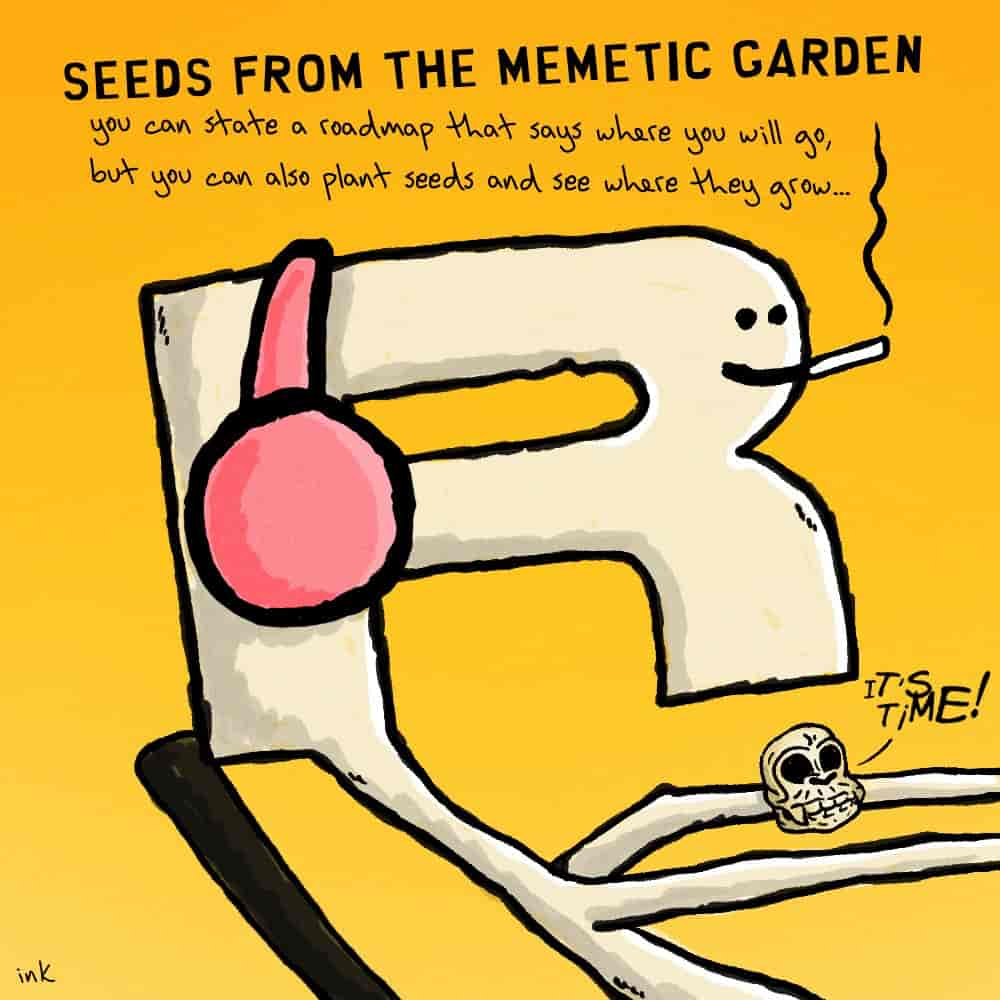 SEEDS FROM THE MEMETIC GARDEN
you can state a roadmap that says where you will go,
but you can also plant seeds and see where they grow...
R
IT'S
TiME!
ink